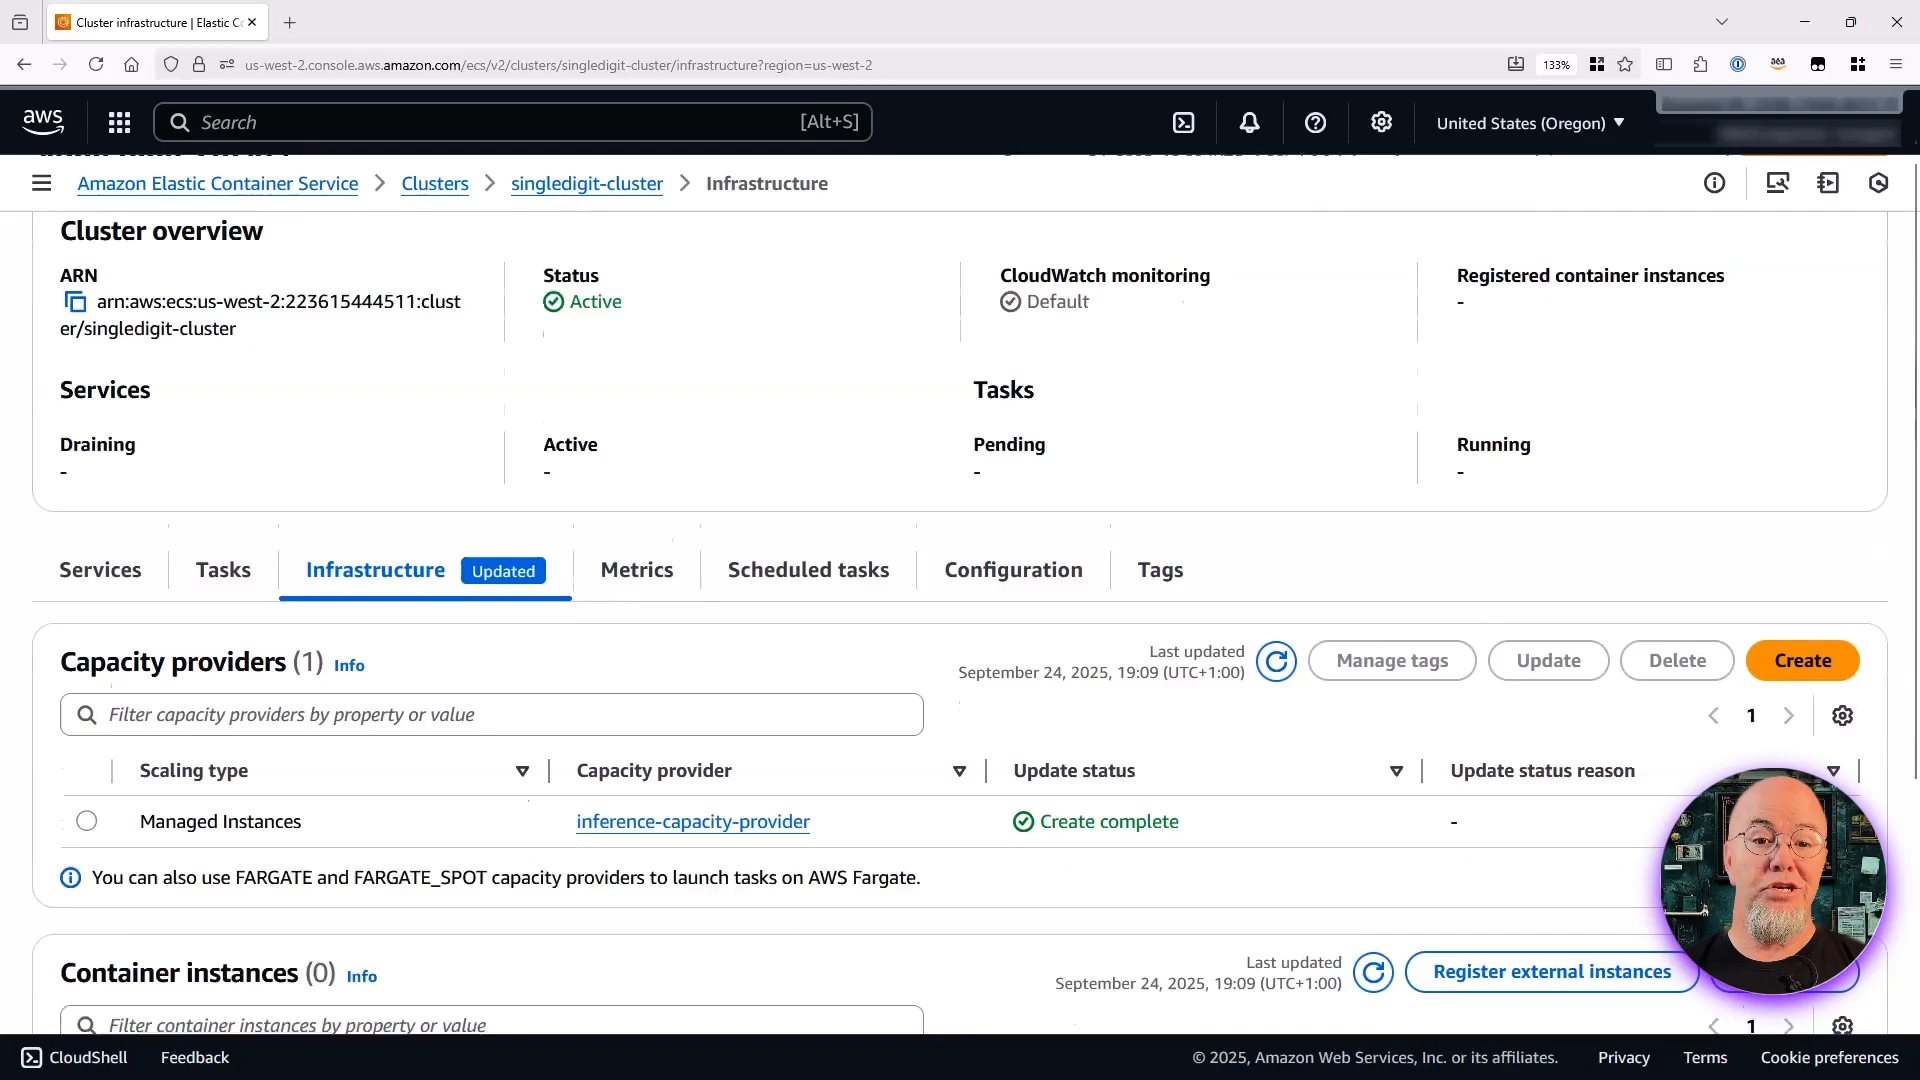 Cluster infrastructure | Elastic C
us-west-2.console.aws.amazon.com/ecs/v2/clusters/singledigit-cluster/infrastructure?region=us-west-2
133%
aws
Search
[Alt+S]
United States (Oregon)
Amazon Elastic Container Service
Clusters
singledigit-cluster
Infrastructure
Cluster overview
ARN
Status
CloudWatch monitoring
Registered container instances
arn:aws:ecs:us-west-2:223615444511:clust
er/singledigit-cluster
Active
Default
-
Services
Tasks
Draining
Active
Pending
Running
-
-
-
-
Services
Tasks
Infrastructure
Updated
Metrics
Scheduled tasks
Configuration
Tags
Capacity providers (1)
Info
Last updated
September 24, 2025, 19:09 (UTC+1:00)
Manage tags
Update
Delete
Create
Filter capacity providers by property or value
1
Scaling type
Capacity provider
Update status
Update status reason
Managed Instances
inference-capacity-provider
Create complete
-
You can also use FARGATE and FARGATE_SPOT capacity providers to launch tasks on AWS Fargate.
Container instances (0)
Info
Last updated
September 24, 2025, 19:09 (UTC+1:00)
Register external instances
Filter container instances by property or value
1
CloudShell
Feedback
© 2025, Amazon Web Services, Inc. or its affiliates.
Privacy
Terms
Cookie preferences